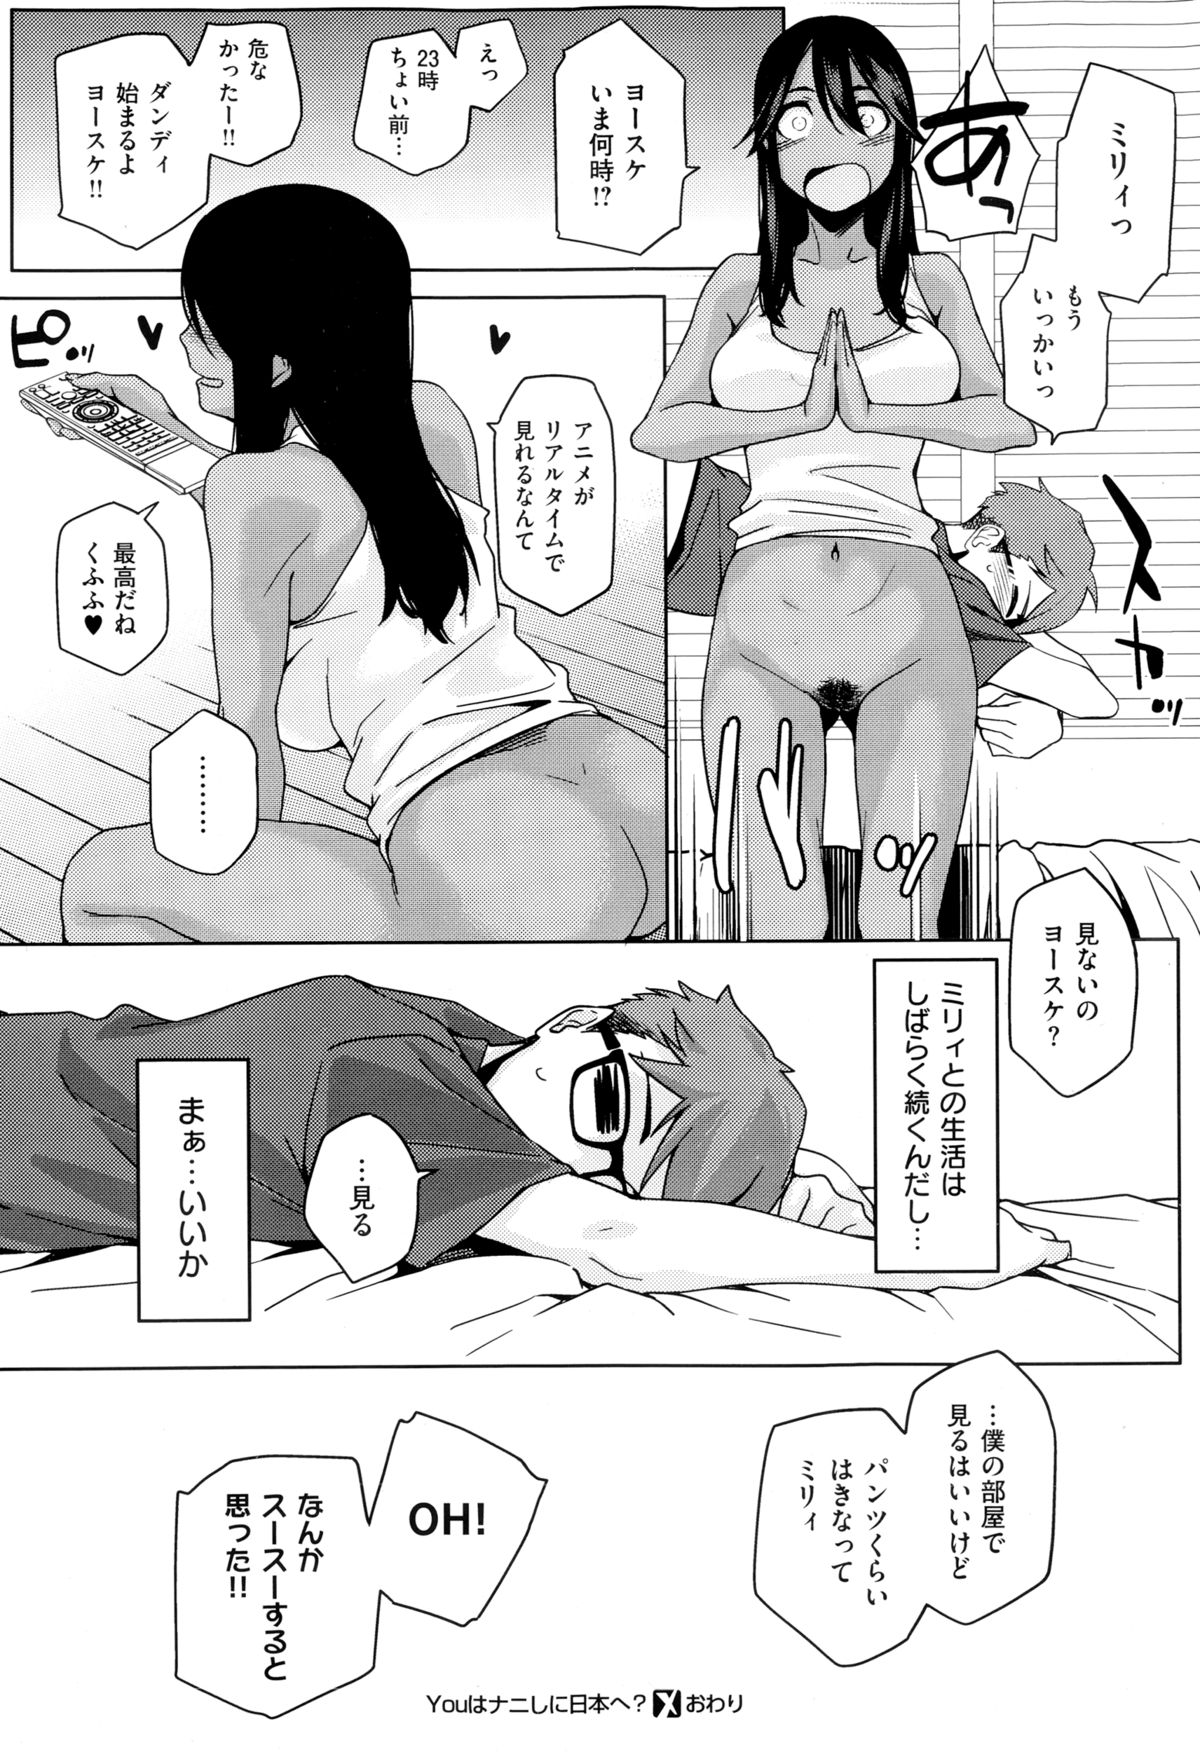 ミリィっ
もう
いっかいっ
あっ
ヨースケ
いま何時!?
えっ
23時
ちょい前…
危な
かったー!!
ダンディ
始まるよ
ヨースケ!!
アニメが
リアルタイムで
見れるなんて
ピッ
最高だね
くふふ♥
………
見ないの
ヨースケ?
ミリィとの生活は
しばらく続くんだし…
…見る
まぁ…いいか
…僕の部屋で
見るはいいけど
パンツくらい
はきなって
ミリィ
OH!
なんか
スースーすると
思った!!
Youはナニしに日本へ? X おわり